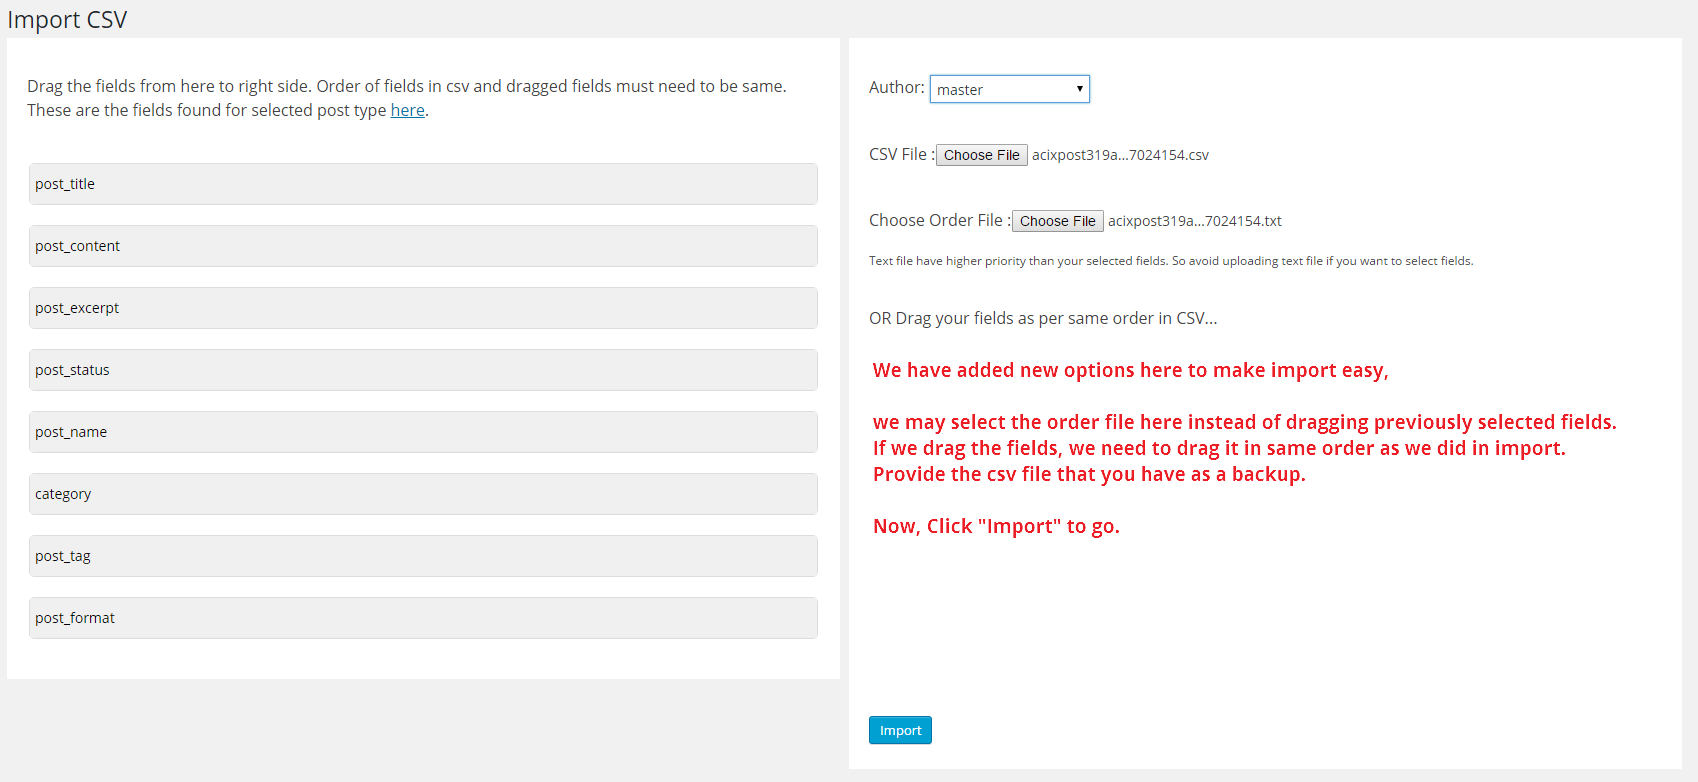 Import CSV
Drag the fields from here to right side. Order of fields in csv and dragged fields must need to be same.
These are the fields found for selected post type here.
post_title
post_content
post_excerpt
post_status
post_name
category
post_tag
post_format
Author: master
CSV File : Choose File acixpost319a...7024154.csv
Choose Order File : Choose File acixpost319a...7024154.txt
Text file have higher priority than your selected fields. So avoid uploading text file if you want to select fields.
OR Drag your fields as per same order in CSV...
We have added new options here to make import easy,
we may select the order file here instead of dragging previously selected fields.
If we drag the fields, we need to drag it in same order as we did in import.
Provide the csv file that you have as a backup.
Now, Click "Import" to go.
Import